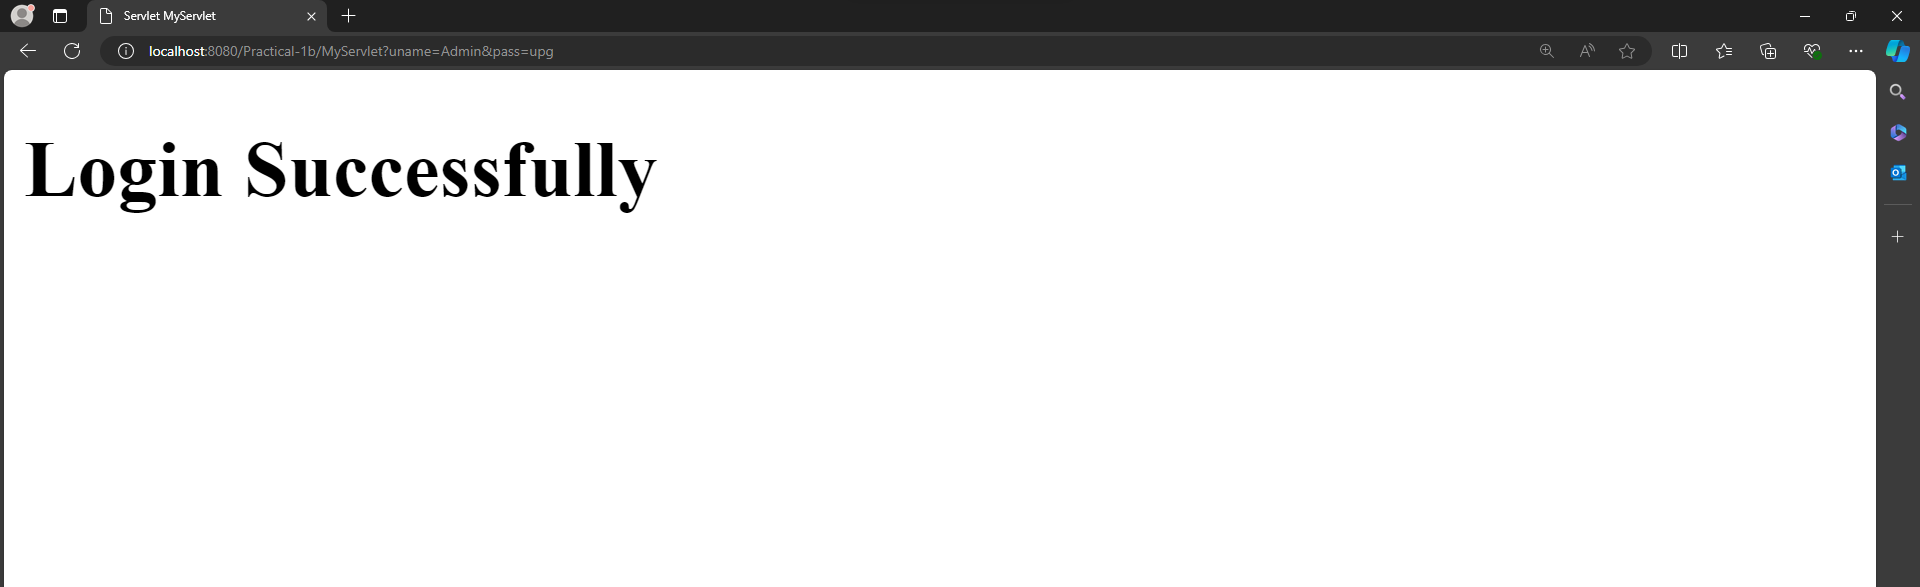 Servlet MyServlet
localhost:8080/Practical-1b/MyServlet?uname=Admin&pass=upg
Login Successfully